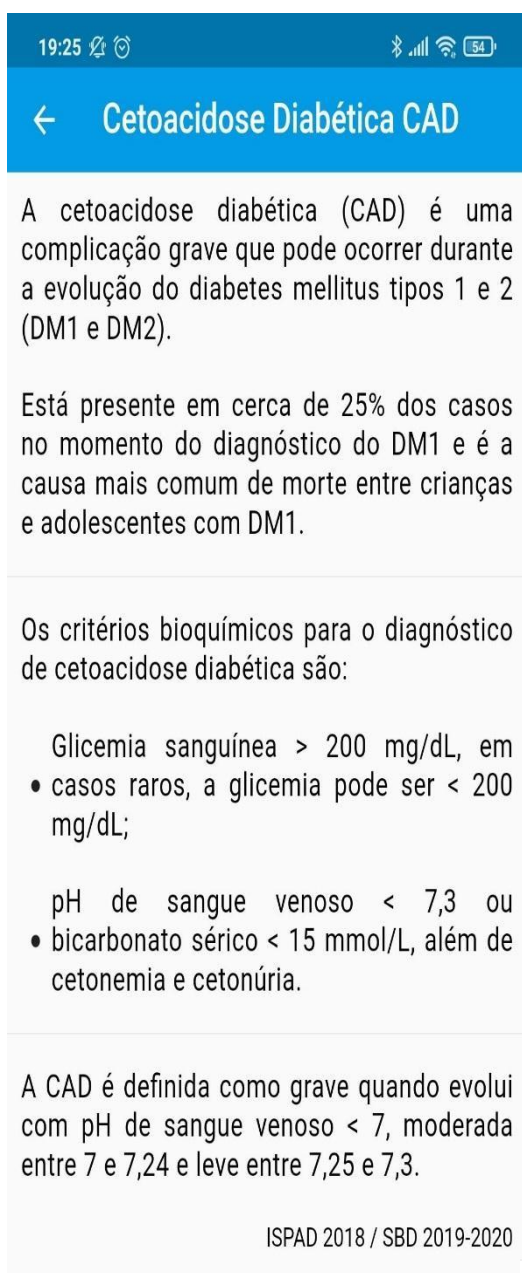 19:25
54
Cetoacidose Diabética CAD
A cetoacidose diabética (CAD) é uma
complicação grave que pode ocorrer durante
a evolução do diabetes mellitus tipos 1 e 2
(DM1 e DM2).
Está presente em cerca de 25% dos casos
no momento do diagnóstico do DM1 e é a
causa mais comum de morte entre crianças
e adolescentes com DM1.
Os critérios bioquímicos para o diagnóstico
de cetoacidose diabética são:
Glicemia sanguínea > 200 mg/dL, em
• casos raros, a glicemia pode ser < 200
mg/dL;
pH de sangue venoso < 7,3 ou
• bicarbonato sérico < 15 mmol/L, além de
cetonemia e cetonúria.
A CAD é definida como grave quando evolui
com pH de sangue venoso < 7, moderada
entre 7 e 7,24 e leve entre 7,25 e 7,3.
ISPAD 2018 / SBD 2019-2020